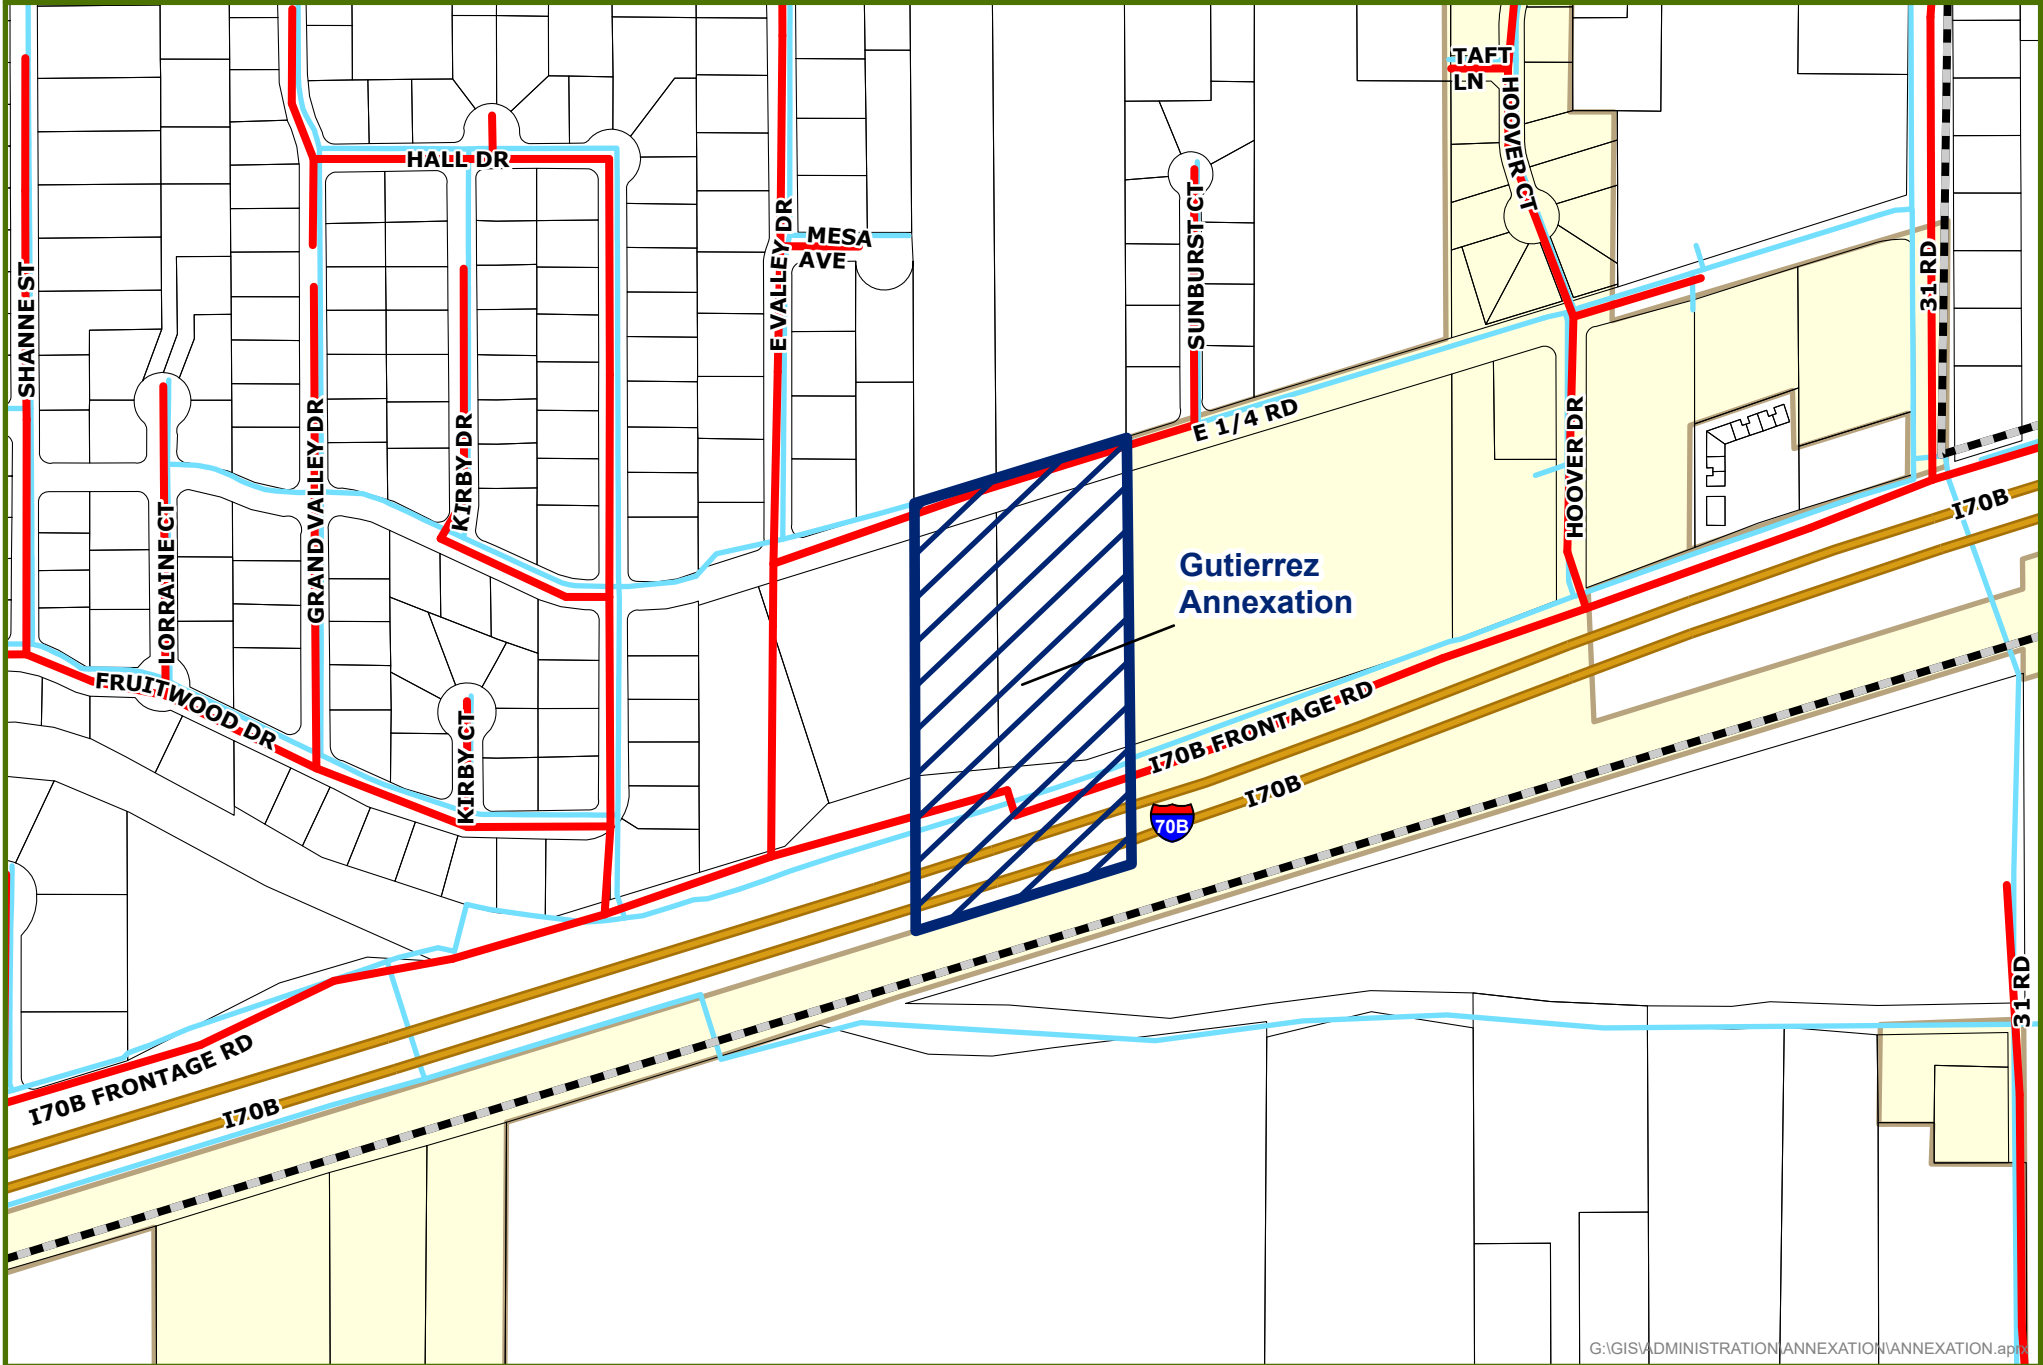 TAFT
LN
HOOVER CT
HALL DR
MESA
AVE
E VALLEY DR
SUNBURST CT
31 RD
SHANNE ST
GRAND VALLEY DR
KIRBY DR
E 1/4 RD
HOOVER DR
I70B
LORRAINE CT
Gutierrez
Annexation
FRUITWOOD DR
KIRBY CT
I70B FRONTAGE RD
I70B
70B
31 RD
I70B FRONTAGE RD
I70B
G:\GIS\ADMINISTRATION\ANNEXATION\ANNEXATION.aprx